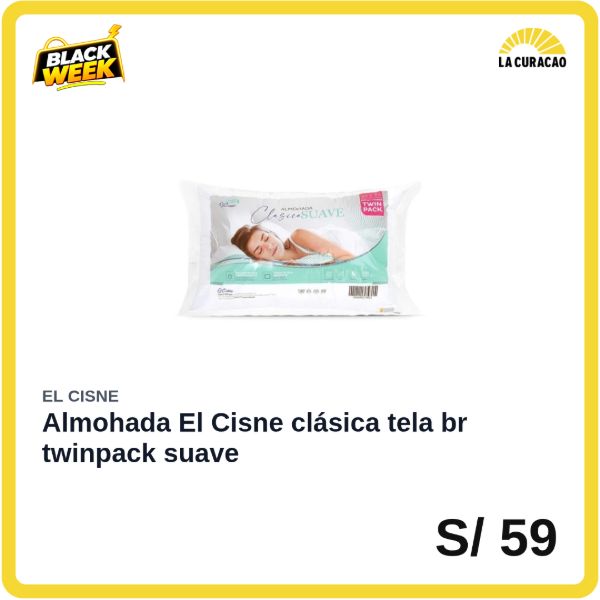 BLACK
WEEK
LA CURACAO
ALMOHADA
Clásica SUAVE
TWIN
PACK
EL CISNE
Almohada El Cisne clásica tela br
twinpack suave
S/ 59